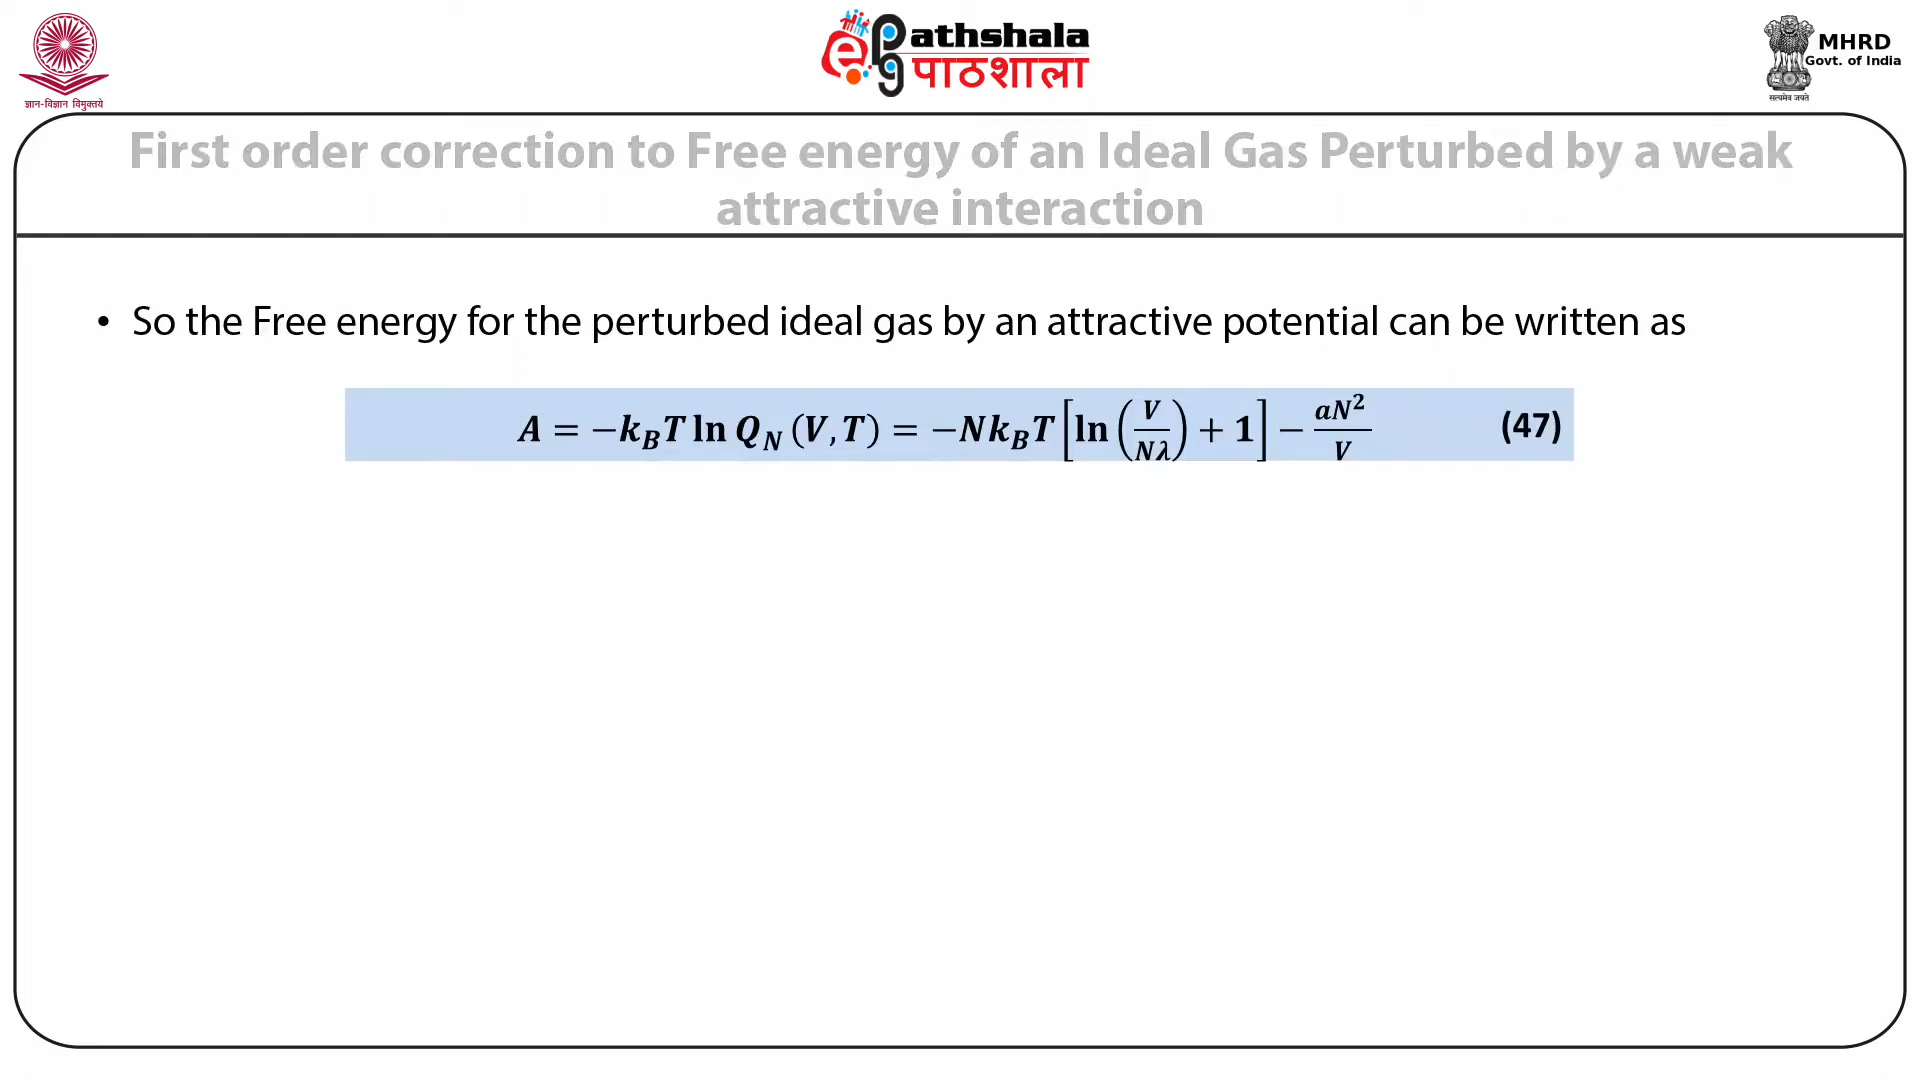 ज्ञान-विज्ञान विमुक्तये
epathshala
पाठशाला
MHRD
Govt. of India
सत्यमेव जयते
First order correction to Free energy of an Ideal Gas Perturbed by a weak
attractive interaction
• So the Free energy for the perturbed ideal gas by an attractive potential can be written as
A = −k_B T ln Q_N (V, T) = −Nk_B T [ln (V/Nλ) + 1] − aN²/V (47)